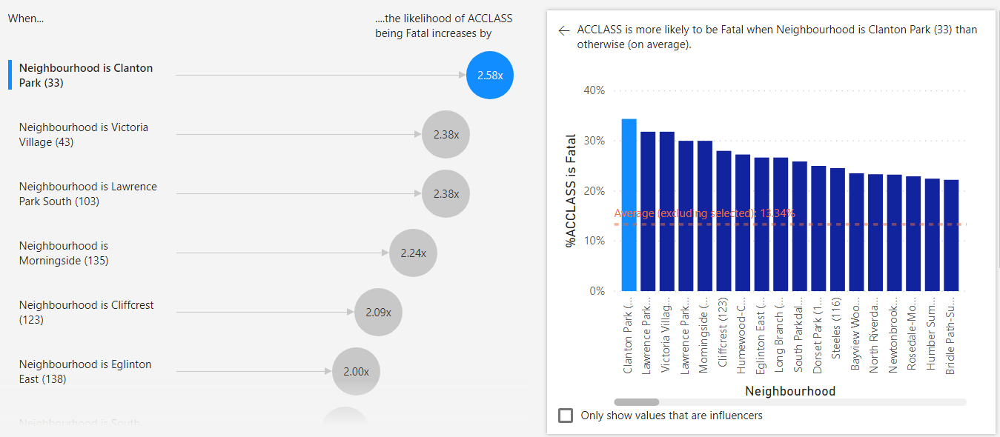 When...
....the likelihood of ACCLASS
being Fatal increases by
Neighbourhood is Clanton
Park (33)
2.58x
Neighbourhood is Victoria
Village (43)
2.38x
Neighbourhood is Lawrence
Park South (103)
2.38x
Neighbourhood is
Morningside (135)
2.24x
Neighbourhood is Cliffcrest
(123)
2.09x
Neighbourhood is Eglinton
East (138)
2.00x
Neighbourhood is South
ACCLASS is more likely to be Fatal when Neighbourhood is Clanton Park (33) than
otherwise (on average).
%ACCLASS is Fatal
40%
30%
20%
10%
0%
Average (excluding selected): 13.34%
Clanton Park (...
Lawrence Park...
Victoria Villag...
Lawrence Park...
Morningside (...
Cliffcrest (123)
Humewood-C...
Eglinton East (...
Long Branch (...
South Parkdal...
Dorset Park (1...
Steeles (116)
Bayview Woo...
North Riverda...
Newtonbrook...
Rosedale-Mo...
Humber Sum...
Bridle Path-Su...
Neighbourhood
Only show values that are influencers